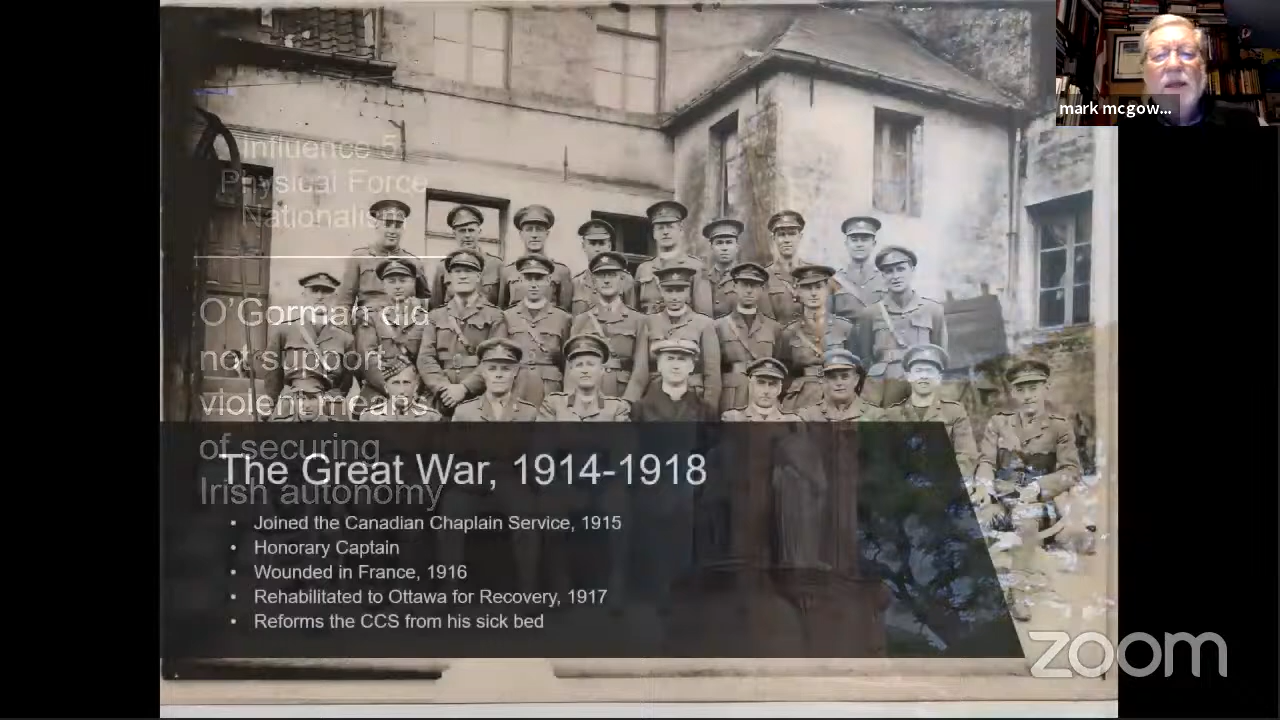 mark mcgow...
Influence 5
Physical Force
Nationalism
O'Gorman did
not support
violent means
of securing
Irish autonomy
The Great War, 1914-1918
• Joined the Canadian Chaplain Service, 1915
• Honorary Captain
• Wounded in France, 1916
• Rehabilitated to Ottawa for Recovery, 1917
• Reforms the CCS from his sick bed
zoom